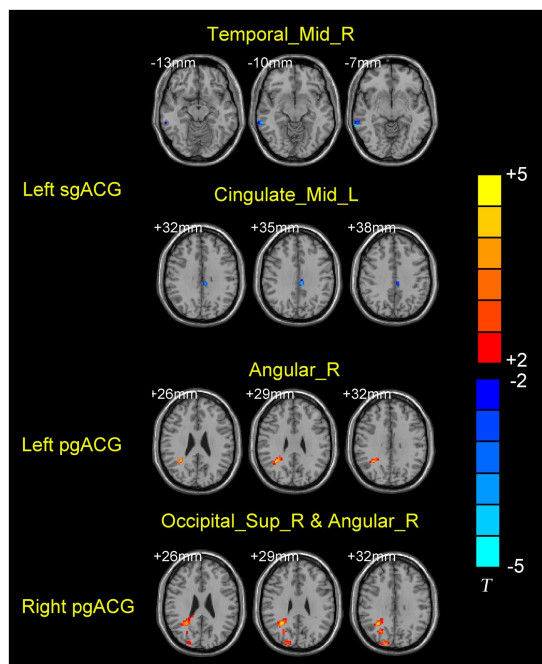 Temporal_Mid_R
-13mm -10mm -7mm
Left sgACG
Cingulate_Mid_L
+32mm +35mm +38mm
Angular_R
+26mm +29mm +32mm
Left pgACG
Occipital_Sup_R & Angular_R
+26mm +29mm +32mm
Right pgACG
+5
+2
-2
-5
T